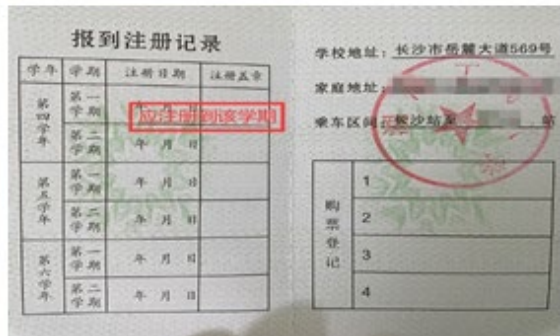 报到注册记录
学年 学期 注册日期 注册盖章
第四学年 第一学期 年 月 日
应注册到该学期
第二学期 年 月 日
第五学年 第一学期 年 月 日
第二学期 年 月 日
第六学年 第一学期 年 月 日
第二学期 年 月 日
学校地址: 长沙市岳麓大道569号
家庭地址:
乘车区间: 长沙站至 站
购票登记
1
2
3
4